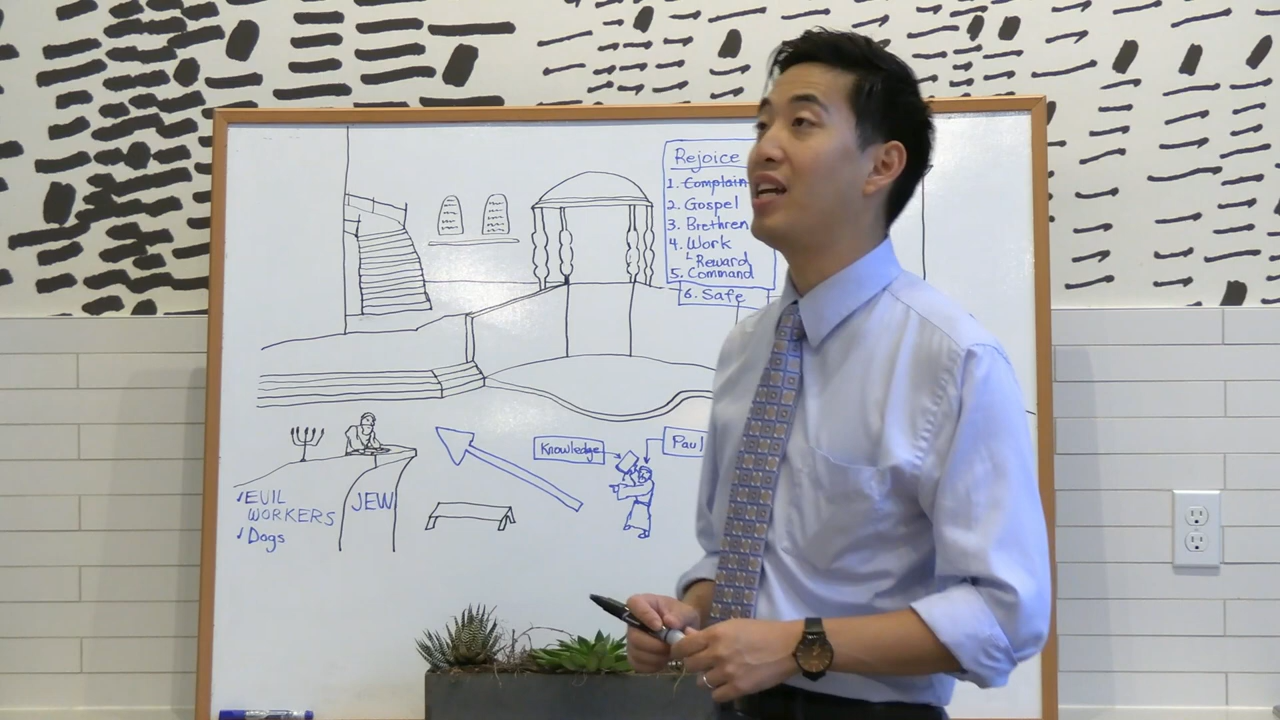 Rejoice
1. Complain
2. Gospel
3. Brethren
4. Work
Reward
5. Command
6. Safe
Knowledge
Paul
JEW
✓EVIL
WORKERS
✓Dogs